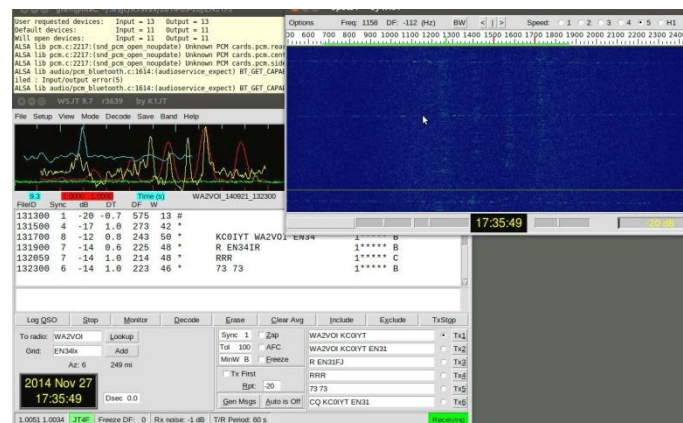 User requested devices: Input = 13 Output = 13
Default devices: Input = 11 Output = 11
Will open devices: Input = 11 Output = 11
ALSA lib pcm.c:2217:(snd_pcm_open_noupdate) Unknown PCM cards.pcm.rear
ALSA lib pcm.c:2217:(snd_pcm_open_noupdate) Unknown PCM cards.pcm.cent
ALSA lib pcm.c:2217:(snd_pcm_open_noupdate) Unknown PCM cards.pcm.side
ALSA lib audio/pcm_bluetooth.c:1614:(audioservice_expect) BT_GET_CAPAB
iled : Input/output error(5)
ALSA lib audio/pcm_bluetooth.c:1614:(audioservice_expect) BT_GET_CAPAB
Options Freq: 1158 DF: -112 (Hz) BW < | > Speed: 1 2 3 4 5 H1
600 700 800 900 1000 1100 1200 1300 1400 1500 1600 1700 1800 1900 2000 2100 2200 2300 2400
17:35:49
-20 dB
WSJT 9.7 r3639 by K1JT
File Setup View Mode Decode Save Band Help
9.3 Time (s) WA2VOI_140921_132300
FileID Sync dB DT DF W
131300 1 -20 -0.7 575 13 #
131500 4 -17 1.0 273 42 *
131700 8 -12 0.8 243 50 * KC0IYT WA2VOI EN34 1***** B
131900 7 -14 0.6 225 48 * R EN34IR 1***** B
132059 7 -14 1.0 214 48 * RRR 1***** C
132300 6 -14 1.0 223 46 * 73 73 1***** B
Log QSO Stop Monitor Decode Erase Clear Avg Include Exclude TxStop
To radio: WA2VOI Lookup
Grid: EN34lx Add
Az: 6 249 mi
2014 Nov 27
17:35:49
Dsec 0.0
Sync 1 Zap
Tol 100 AFC
MinW B Freeze
Tx First
Rpt: -20
Gen Msgs Auto is Off
WA2VOI KC0IYT Tx1
WA2VOI KC0IYT EN31 Tx2
R EN31FJ Tx3
RRR Tx4
73 73 Tx5
CQ KC0IYT EN31 Tx6
1.0051 1.0034 JT4F Freeze DF: 0 Rx noise: -1 dB T/R Period: 60 s Receiving